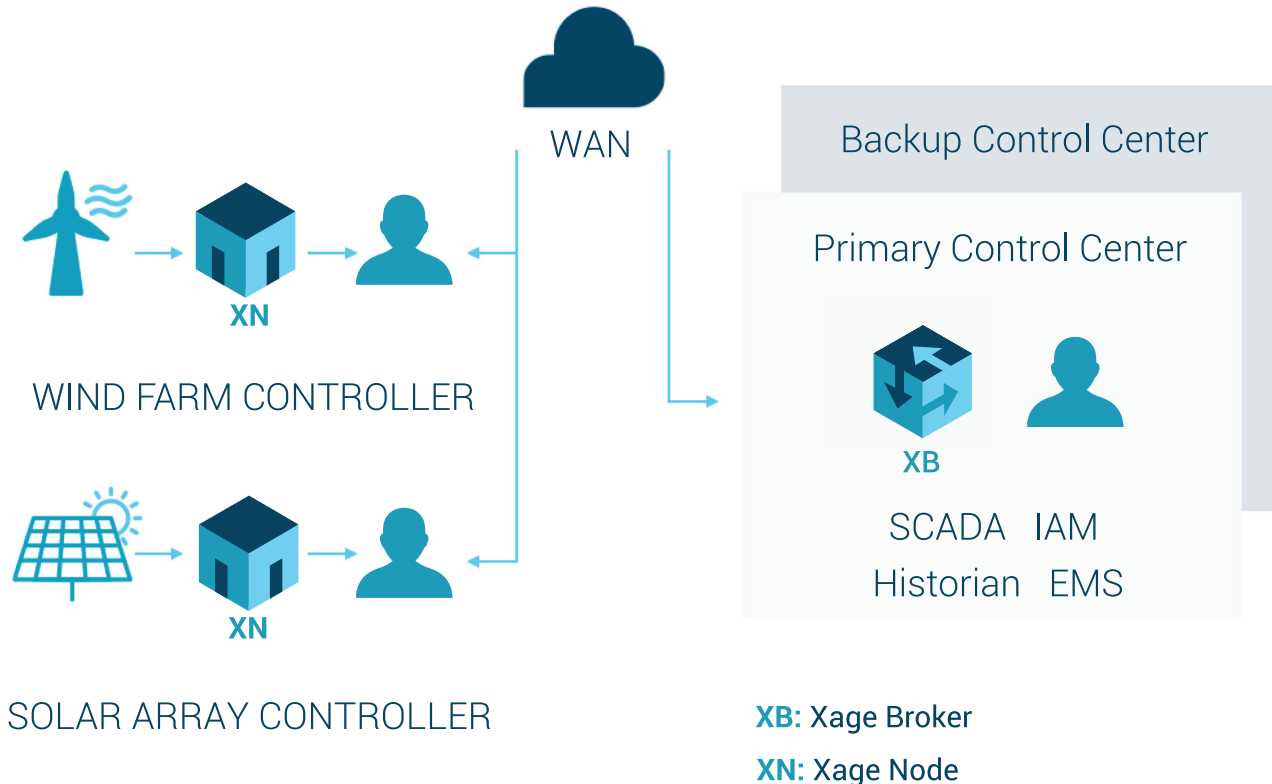 WAN
XN
WIND FARM CONTROLLER
XN
SOLAR ARRAY CONTROLLER
Backup Control Center
Primary Control Center
XB
SCADA IAM
Historian EMS
XB: Xage Broker
XN: Xage Node